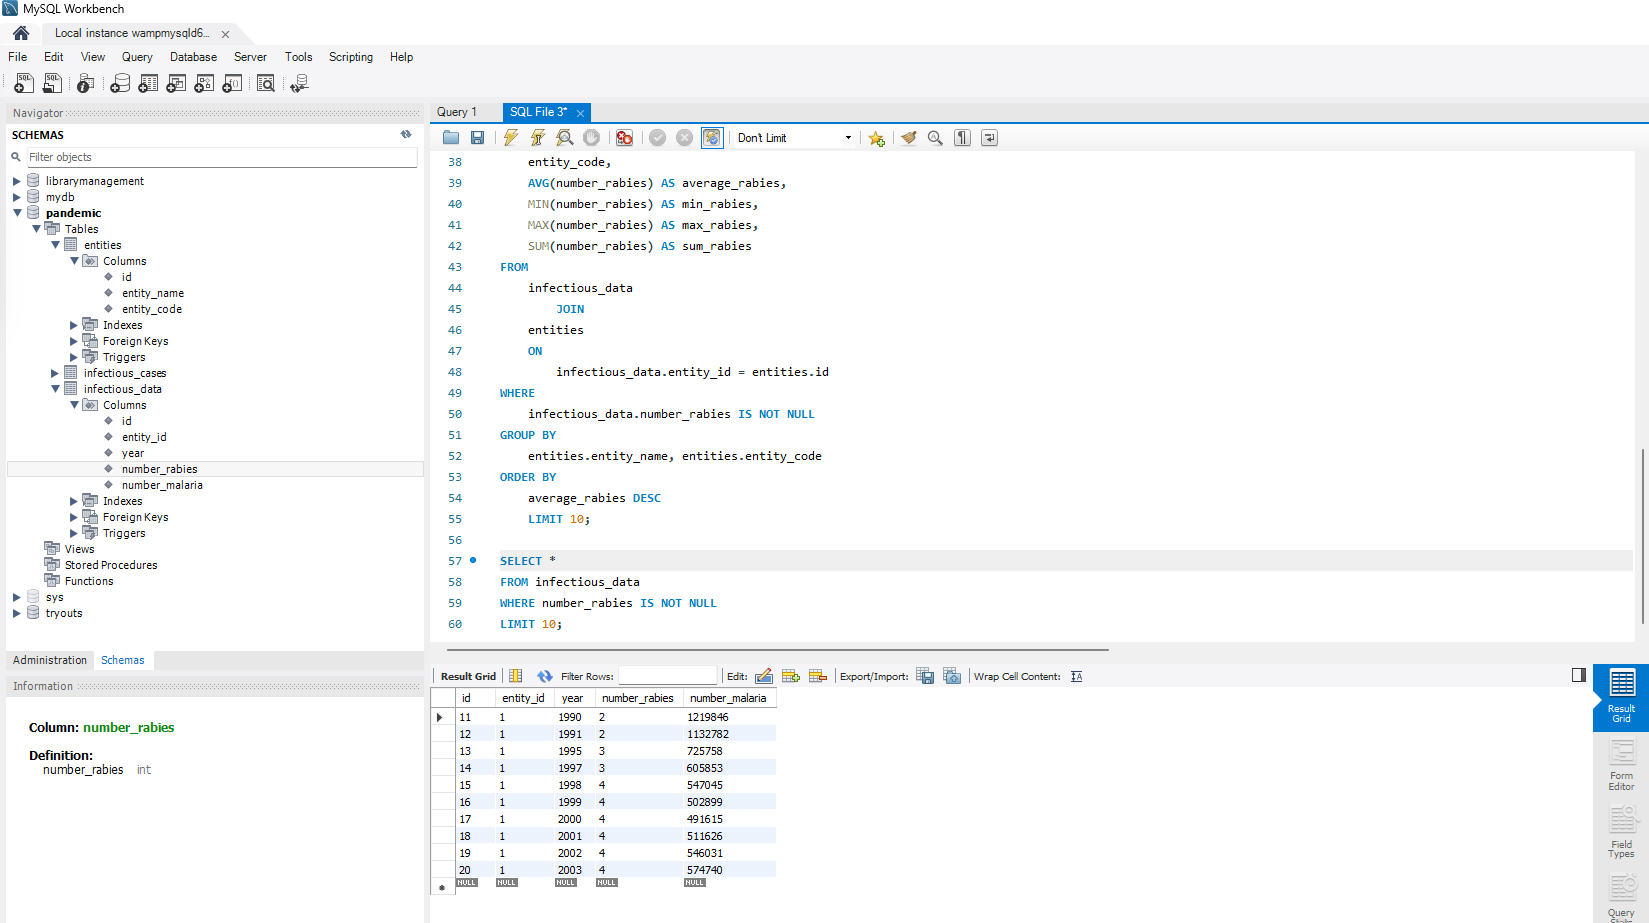 MySQL Workbench
Local instance wampmysqld6...
File Edit View Query Database Server Tools Scripting Help
Navigator
SCHEMAS
Filter objects
librarymanagement
mydb
pandemic
Tables
entities
Columns
id
entity_name
entity_code
Indexes
Foreign Keys
Triggers
infectious_cases
infectious_data
Columns
id
entity_id
year
number_rabies
number_malaria
Indexes
Foreign Keys
Triggers
Views
Stored Procedures
Functions
sys
tryouts
Administration Schemas
Information
Column: number_rabies
Definition:
number_rabies int
Query 1 SQL File 3*
Don't Limit
38 entity_code,
39 AVG(number_rabies) AS average_rabies,
40 MIN(number_rabies) AS min_rabies,
41 MAX(number_rabies) AS max_rabies,
42 SUM(number_rabies) AS sum_rabies
43 FROM
44 infectious_data
45 JOIN
46 entities
47 ON
48 infectious_data.entity_id = entities.id
49 WHERE
50 infectious_data.number_rabies IS NOT NULL
51 GROUP BY
52 entities.entity_name, entities.entity_code
53 ORDER BY
54 average_rabies DESC
55 LIMIT 10;
56
57 SELECT *
58 FROM infectious_data
59 WHERE number_rabies IS NOT NULL
60 LIMIT 10;
Result Grid Filter Rows: Edit: Export/Import: Wrap Cell Content:
id entity_id year number_rabies number_malaria
11 1 1990 2 1219846
12 1 1991 2 1132782
13 1 1995 3 725758
14 1 1997 3 605853
15 1 1998 4 547045
16 1 1999 4 502899
17 1 2000 4 491615
18 1 2001 4 511626
19 1 2002 4 546031
20 1 2003 4 574740
NULL NULL NULL NULL NULL
Result
Grid
Form
Editor
Field
Types
Query
Stats